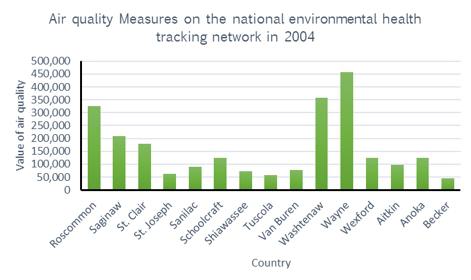 Air quality Measures on the national environmental health
tracking network in 2004
Value of air quality
500,000
450,000
400,000
350,000
300,000
250,000
200,000
150,000
100,000
50,000
0
Roscommon
Saginaw
St. Clair
St. Joseph
Sanilac
Schoolcraft
Shiawassee
Tuscola
Van Buren
Washtenaw
Wayne
Wexford
Aitkin
Anoka
Becker
Country